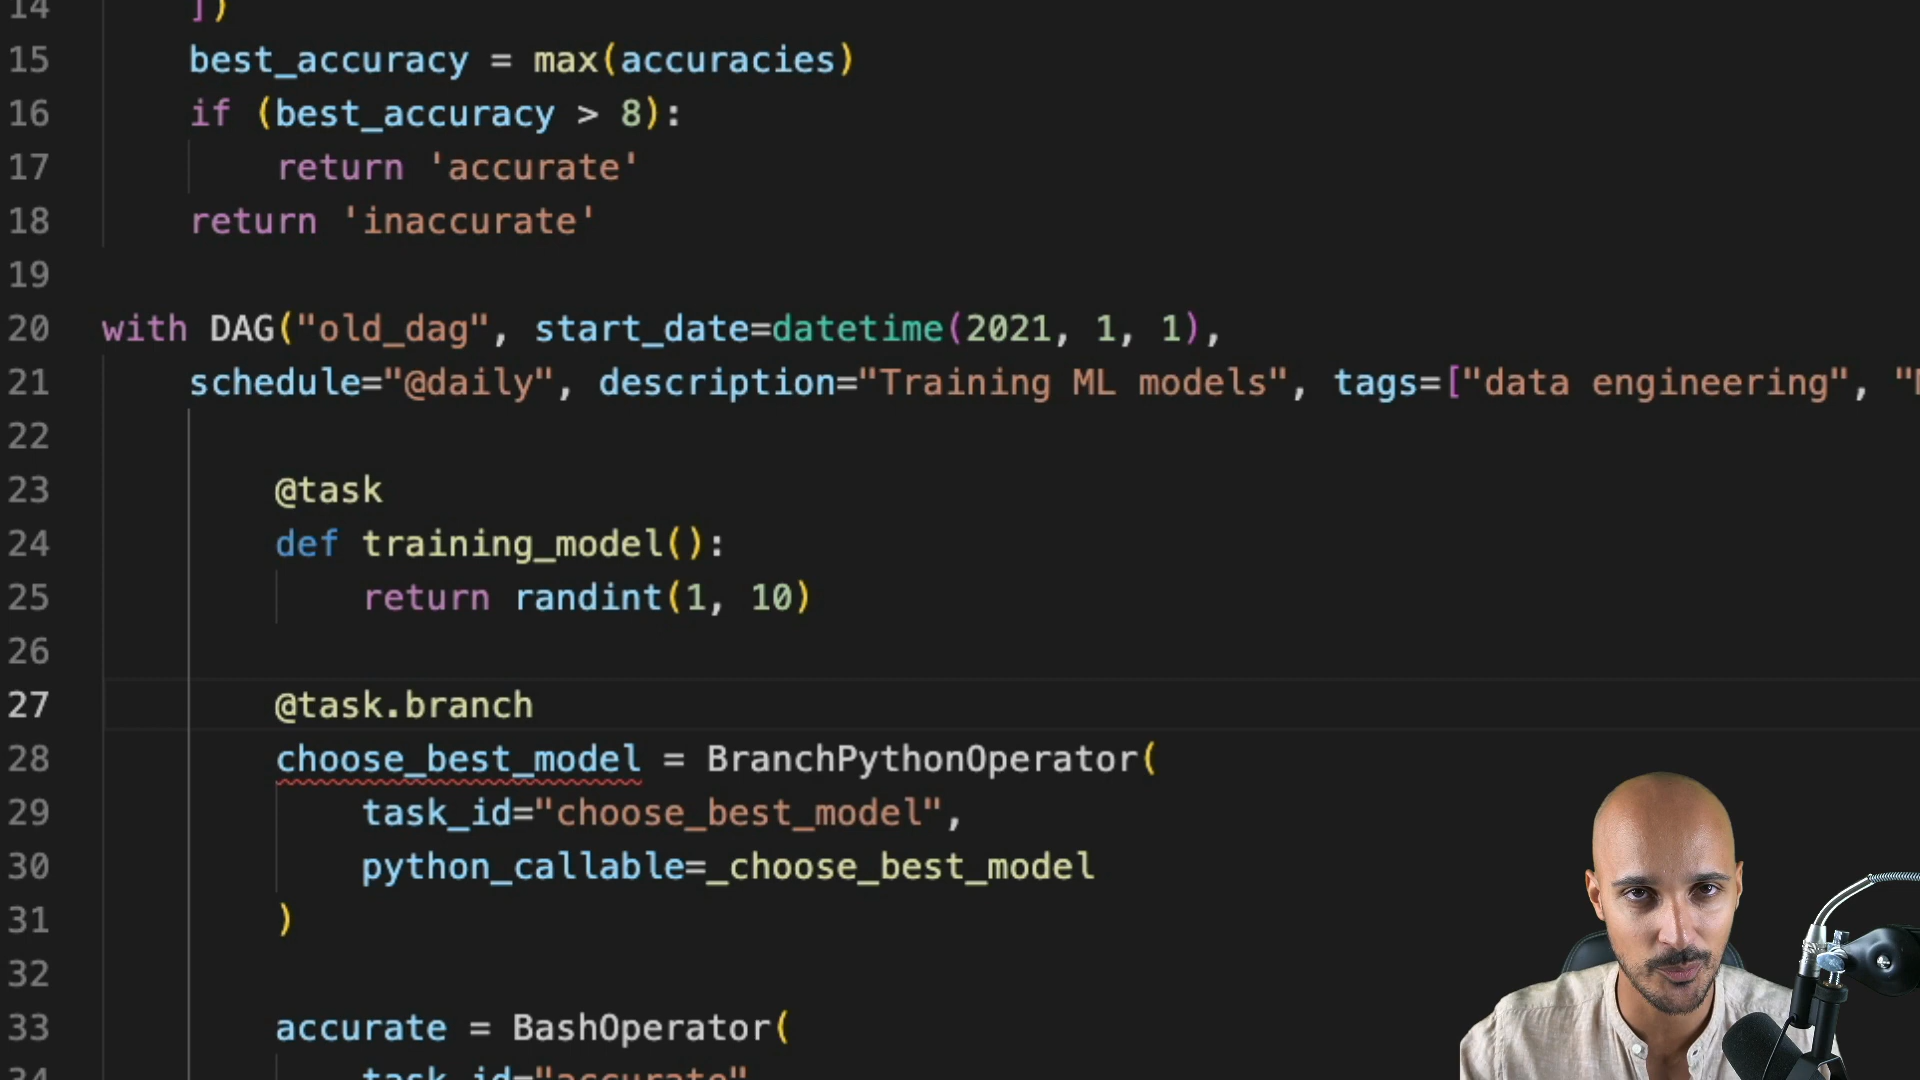 14 ])
15 best_accuracy = max(accuracies)
16 if (best_accuracy > 8):
17 return 'accurate'
18 return 'inaccurate'
19
20 with DAG("old_dag", start_date=datetime(2021, 1, 1),
21 schedule="@daily", description="Training ML models", tags=["data engineering", "
22
23 @task
24 def training_model():
25 return randint(1, 10)
26
27 @task.branch
28 choose_best_model = BranchPythonOperator(
29 task_id="choose_best_model",
30 python_callable=_choose_best_model
31 )
32
33 accurate = BashOperator(
34 task_id="accurate"